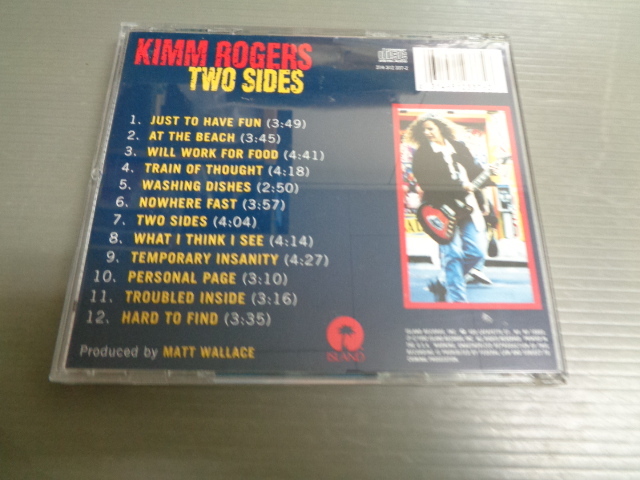 KIMM ROGERS
TWO SIDES
1. JUST TO HAVE FUN (3:49)
2. AT THE BEACH (3:45)
3. WILL WORK FOR FOOD (4:41)
4. TRAIN OF THOUGHT (4:18)
5. WASHING DISHES (2:50)
6. NOWHERE FAST (3:57)
7. TWO SIDES (4:04)
8. WHAT I THINK I SEE (4:14)
9. TEMPORARY INSANITY (4:27)
10. PERSONAL PAGE (3:10)
11. TROUBLED INSIDE (3:16)
12. HARD TO FIND (3:35)
Produced by MATT WALLACE
ISLAND